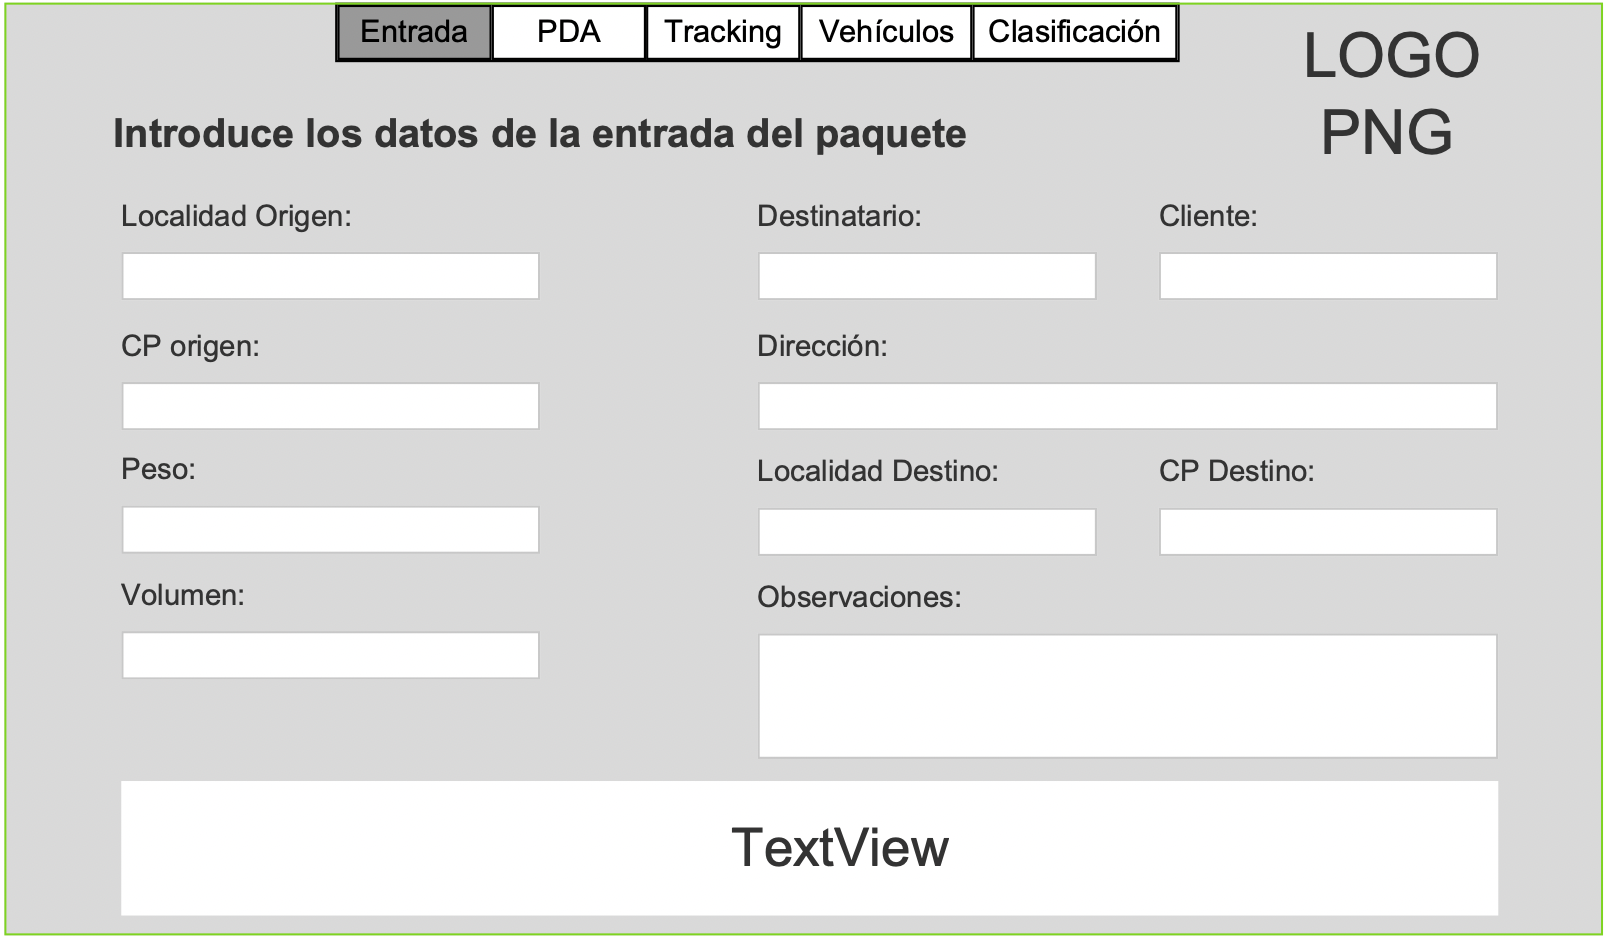 Entrada PDA Tracking Vehículos Clasificación
LOGO
PNG
Introduce los datos de la entrada del paquete
Localidad Origen:
Destinatario:
Cliente:
CP origen:
Dirección:
Peso:
Localidad Destino:
CP Destino:
Volumen:
Observaciones:
TextView